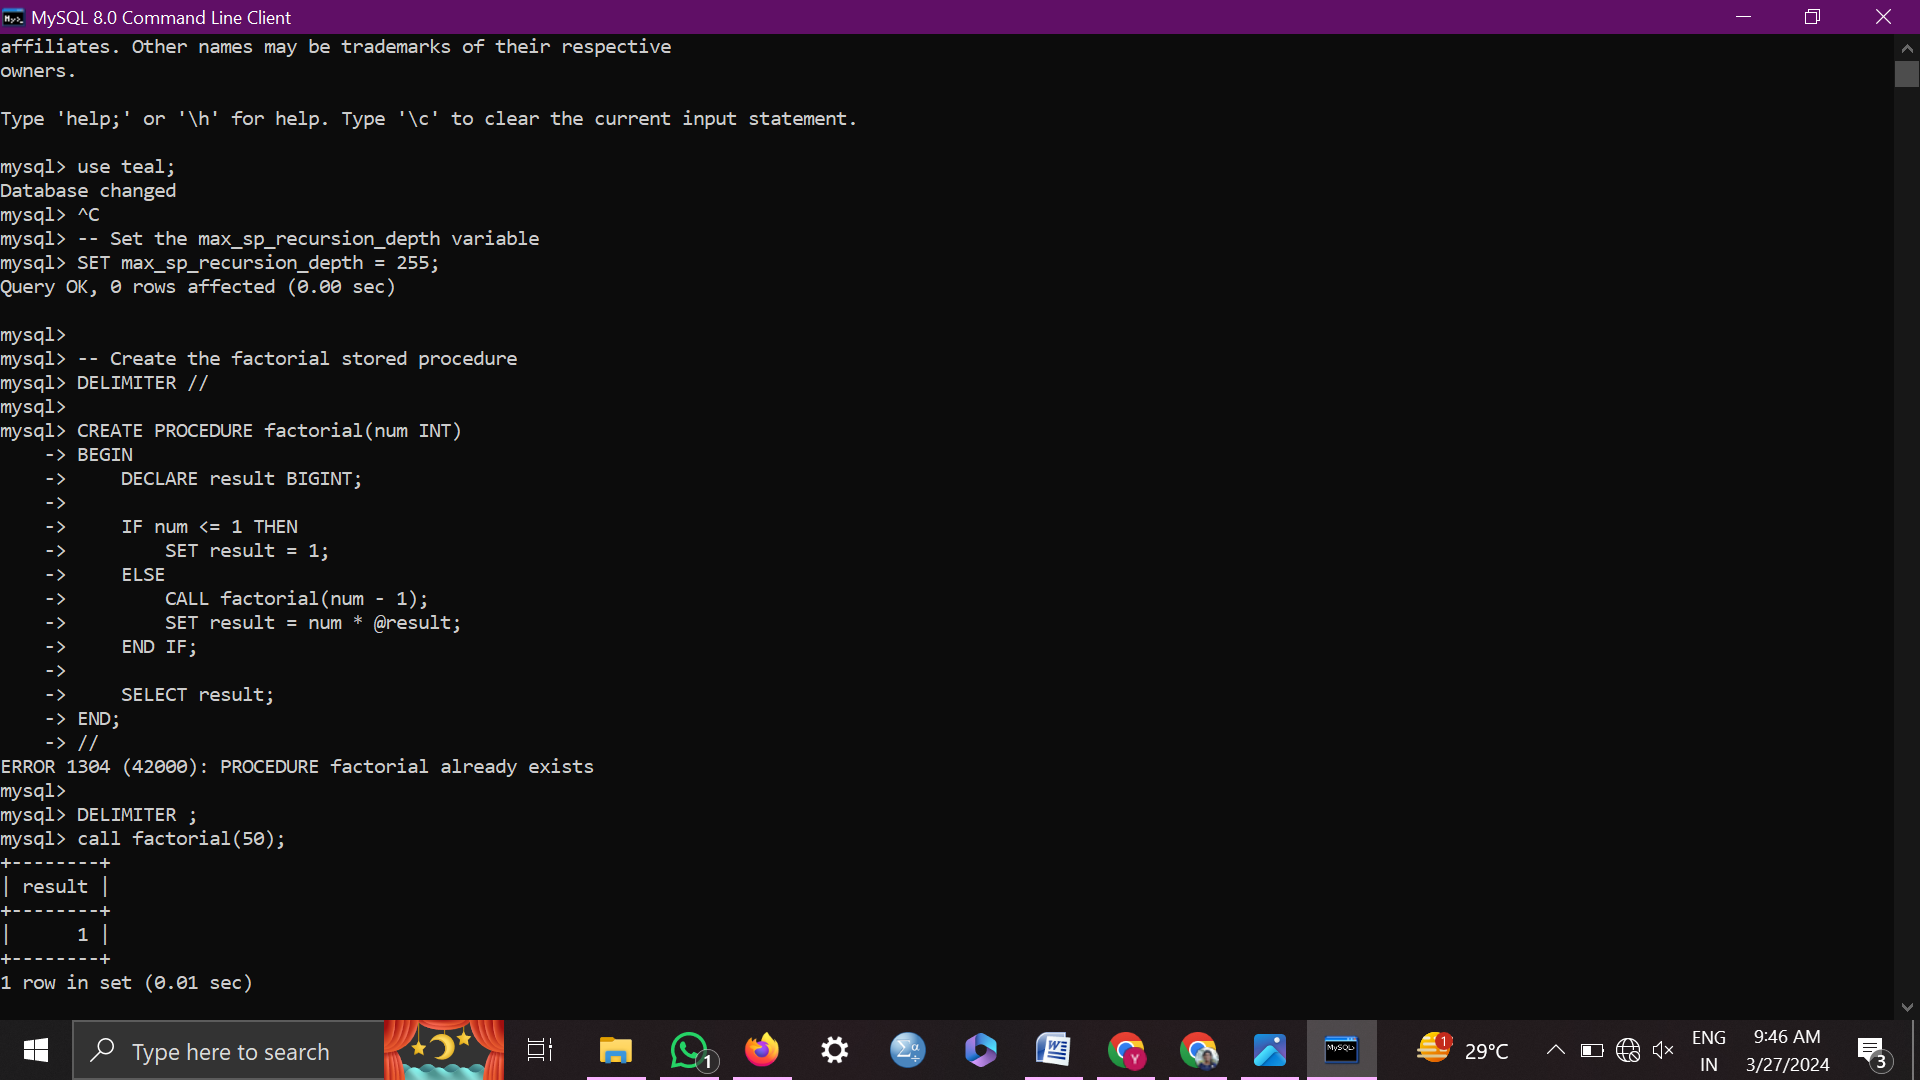 MySQL 8.0 Command Line Client
affiliates. Other names may be trademarks of their respective
owners.
Type 'help;' or '\h' for help. Type '\c' to clear the current input statement.
mysql> use teal;
Database changed
mysql> ^C
mysql> -- Set the max_sp_recursion_depth variable
mysql> SET max_sp_recursion_depth = 255;
Query OK, 0 rows affected (0.00 sec)
mysql>
mysql> -- Create the factorial stored procedure
mysql> DELIMITER //
mysql>
mysql> CREATE PROCEDURE factorial(num INT)
    -> BEGIN
    ->     DECLARE result BIGINT;
    ->
    ->     IF num <= 1 THEN
    ->         SET result = 1;
    ->     ELSE
    ->         CALL factorial(num - 1);
    ->         SET result = num * @result;
    ->     END IF;
    ->
    ->     SELECT result;
    -> END;
    -> //
ERROR 1304 (42000): PROCEDURE factorial already exists
mysql>
mysql> DELIMITER ;
mysql> call factorial(50);
+--------+
| result |
+--------+
|      1 |
+--------+
1 row in set (0.01 sec)
Type here to search
1
Y
MySQL>
1
29°C
ENG
IN
9:46 AM
3/27/2024
3